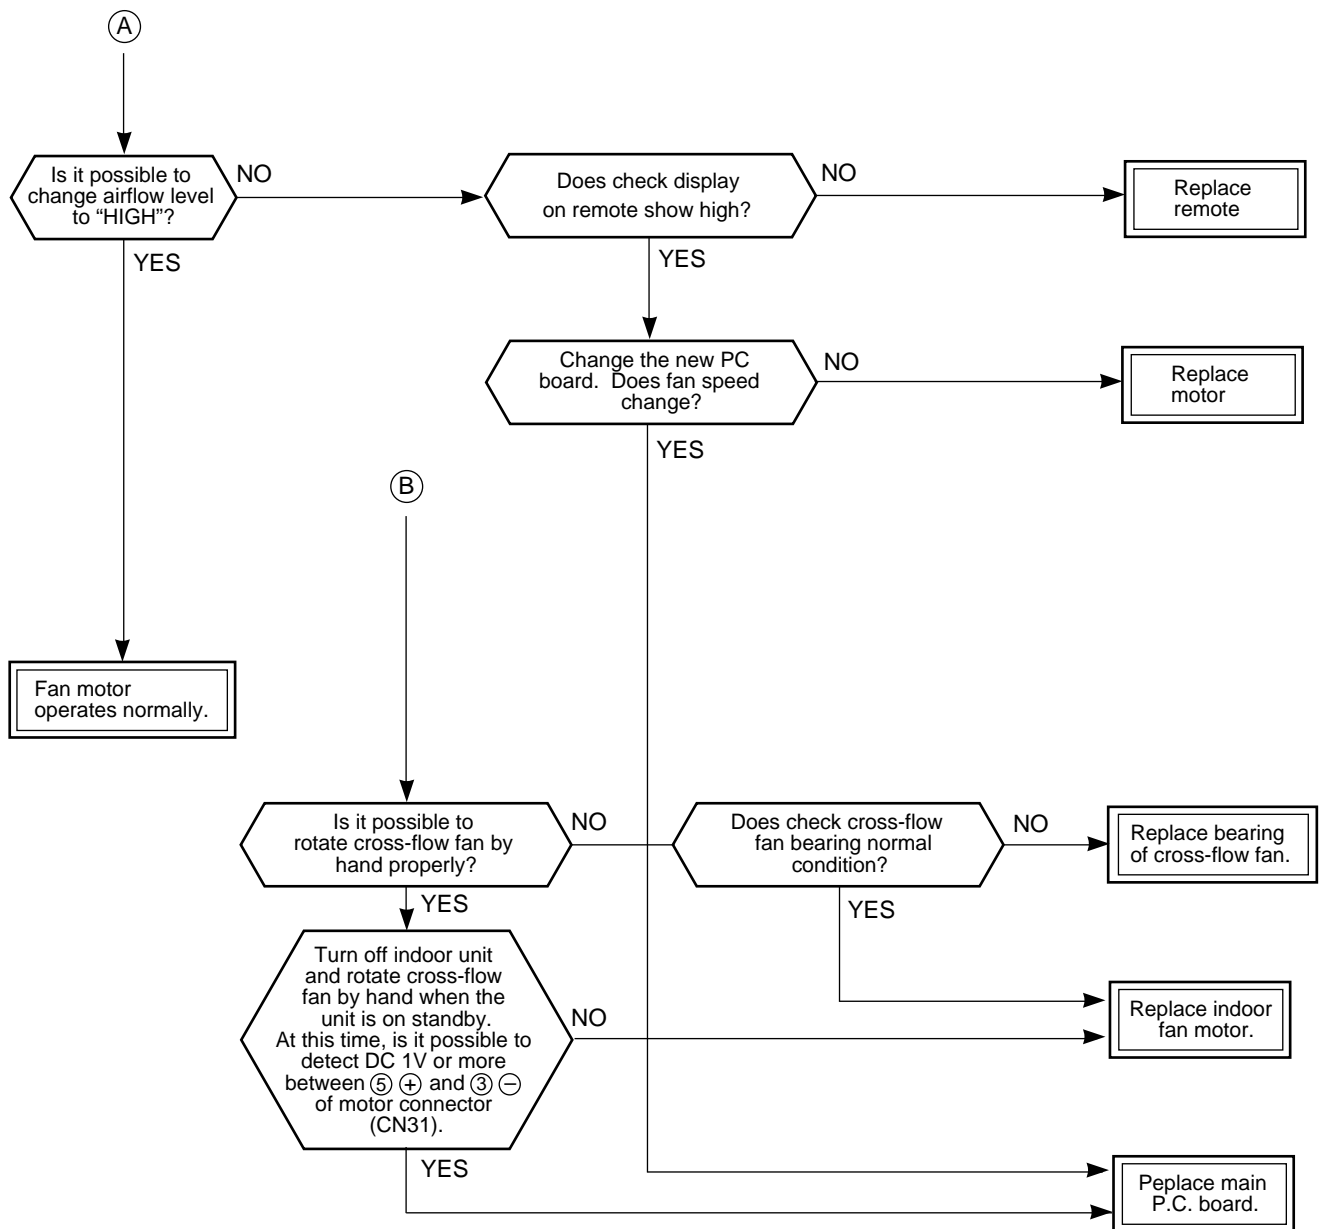 A
Is it possible to
change airflow level
to “HIGH”?
NO
YES
Does check display
on remote show high?
NO
YES
Replace
remote
Change the new PC
board. Does fan speed
change?
NO
YES
Replace
motor
B
Fan motor
operates normally.
Is it possible to
rotate cross-flow fan by
hand properly?
NO
YES
Does check cross-flow
fan bearing normal
condition?
NO
YES
Replace bearing
of cross-flow fan.
Turn off indoor unit
and rotate cross-flow
fan by hand when the
unit is on standby.
At this time, is it possible to
detect DC 1V or more
between ⑤ ⊕ and ③ ⊖
of motor connector
(CN31).
NO
YES
Replace indoor
fan motor.
Peplace main
P.C. board.